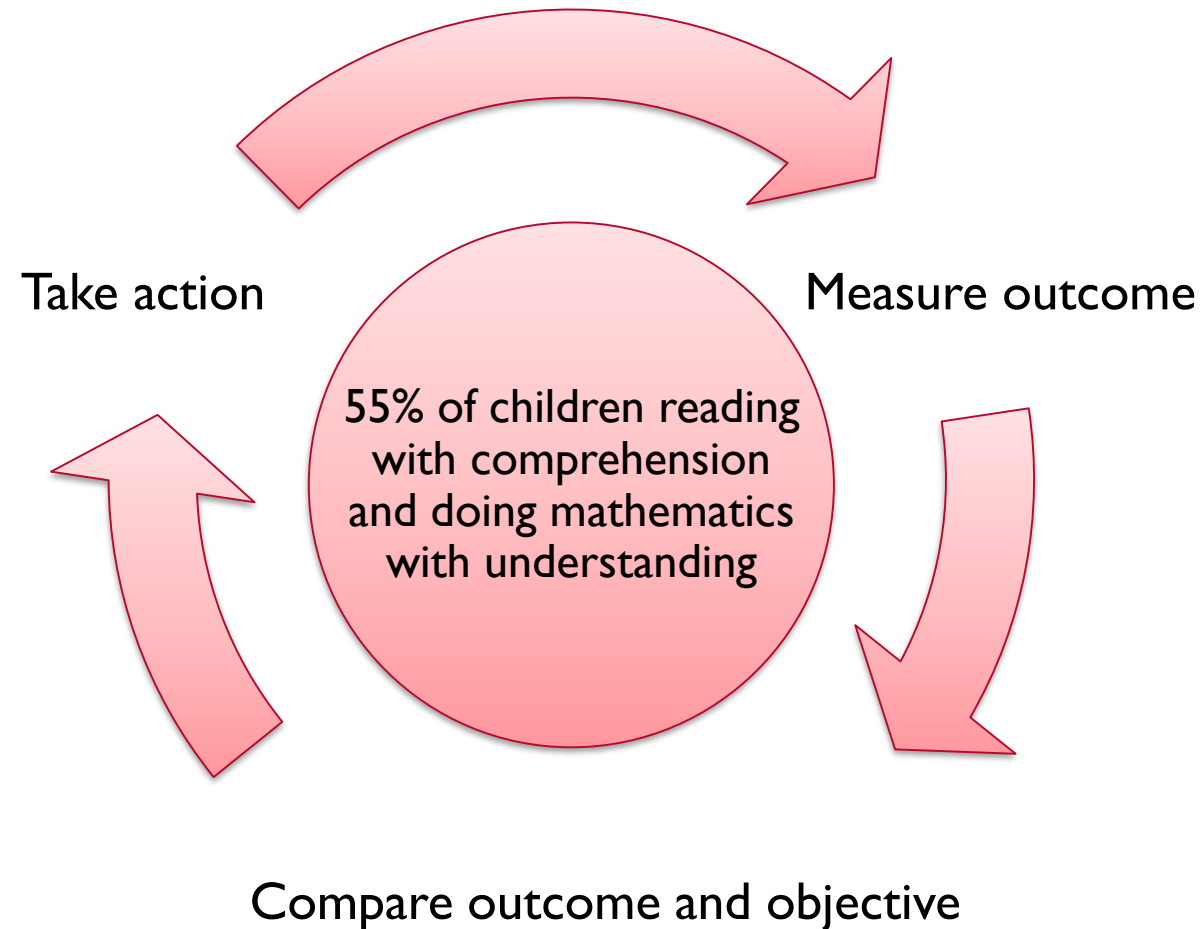 Take action
Measure outcome
55% of children reading
with comprehension
and doing mathematics
with understanding
Compare outcome and objective